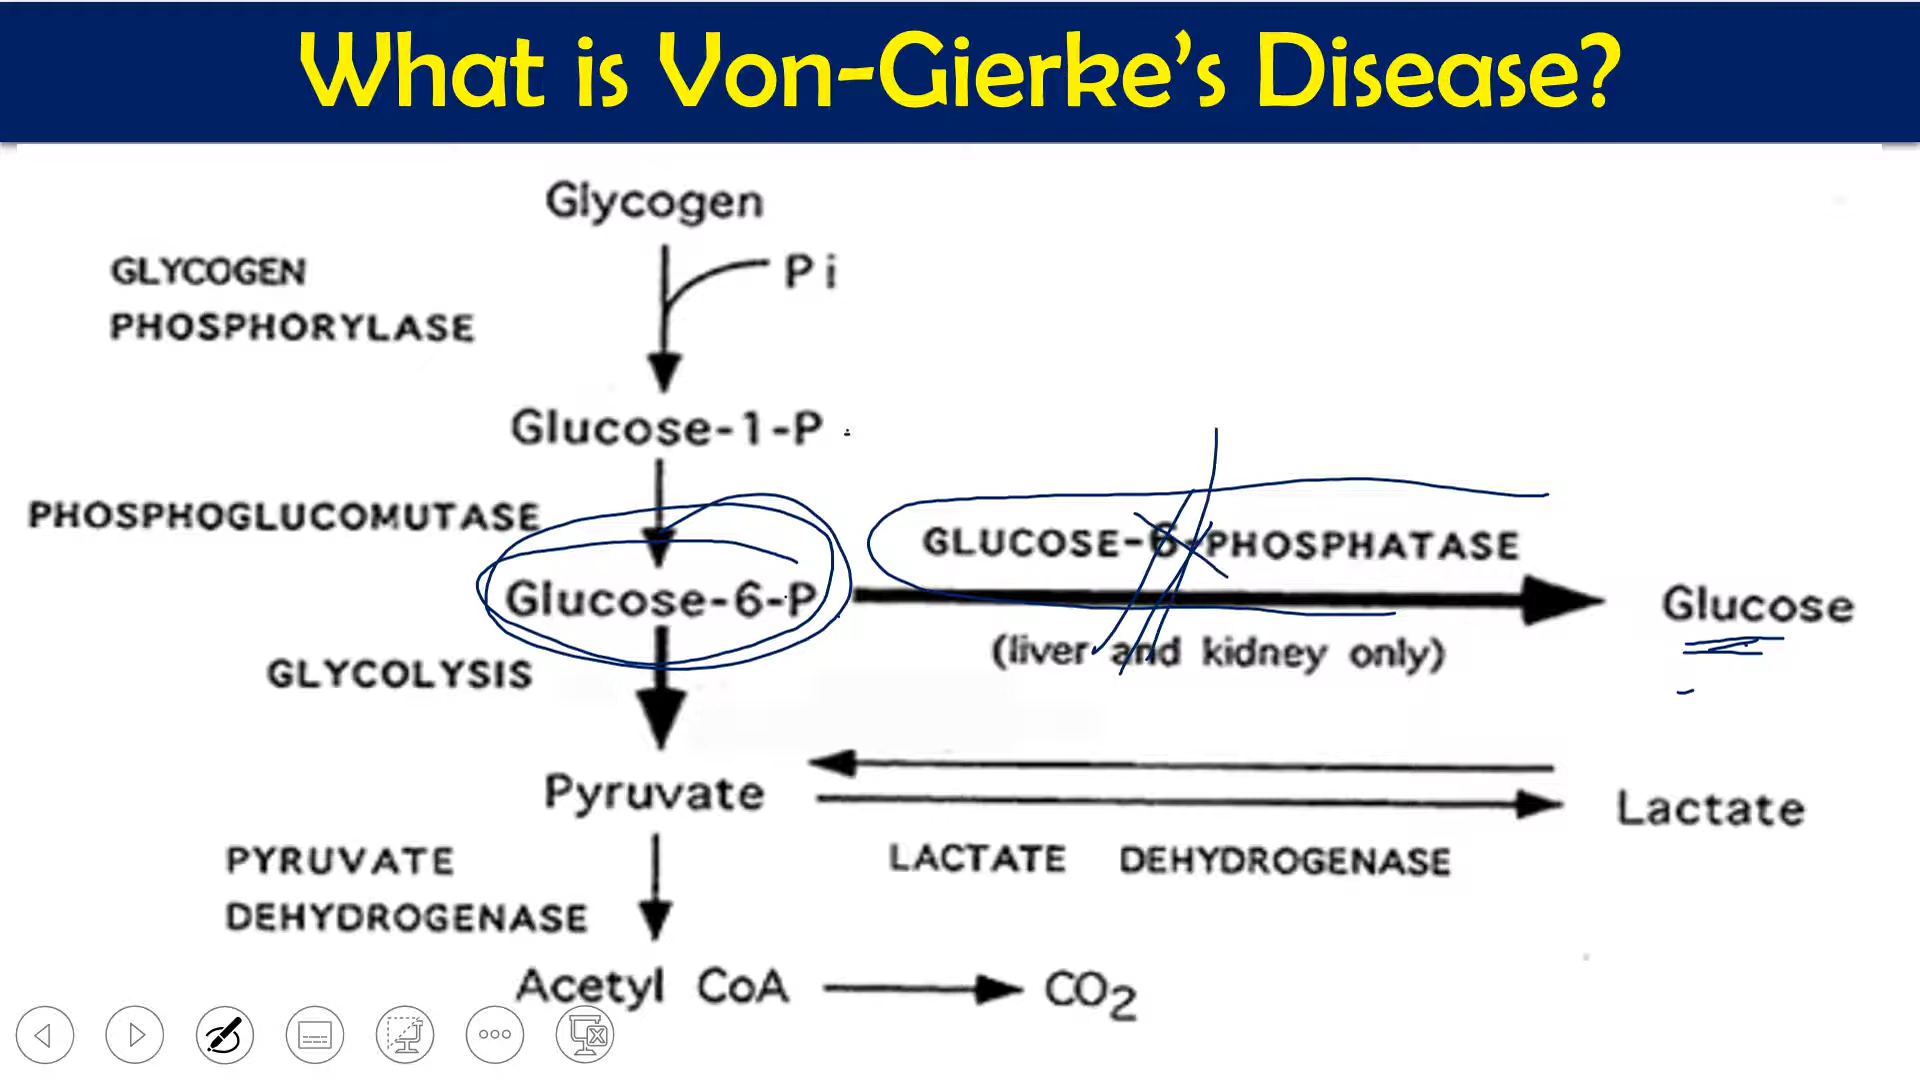 What is Von-Gierke's Disease?
Glycogen
GLYCOGEN
PHOSPHORYLASE
Pi
Glucose-1-P
PHOSPHOGLUCOMUTASE
GLUCOSE-6-PHOSPHATASE
Glucose-6-P
Glucose
(liver and kidney only)
GLYCOLYSIS
Pyruvate
Lactate
LACTATE DEHYDROGENASE
PYRUVATE
DEHYDROGENASE
Acetyl CoA
CO2